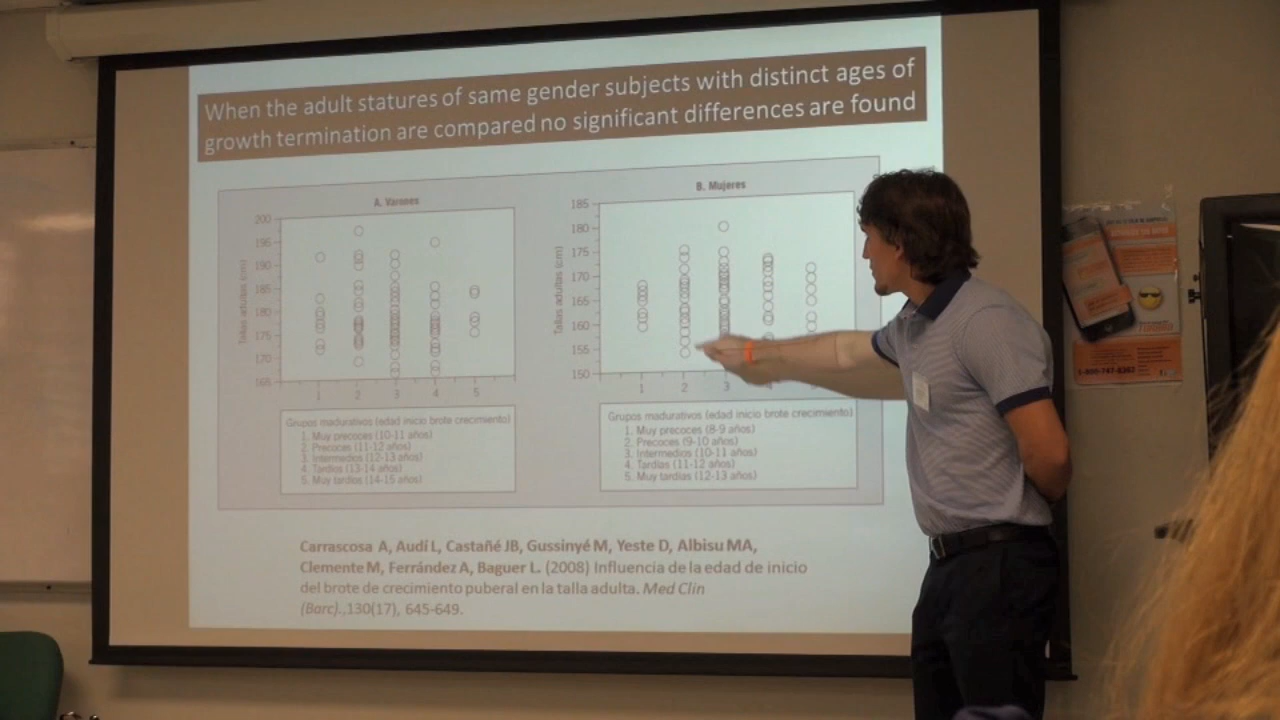 When the adult statures of same gender subjects with distinct ages of
growth termination are compared no significant differences are found
A. Varones
Tallas adultas (cm)
200
195
190
185
180
175
170
165
1 2 3 4 5
Grupos madurativos (edad inicio brote crecimiento)
1. Muy precoces (10-11 años)
2. Precoces (11-12 años)
3. Intermedios (12-13 años)
4. Tardíos (13-14 años)
5. Muy tardíos (14-15 años)
B. Mujeres
Tallas adultas (cm)
185
180
175
170
165
160
155
150
1 2 3
Grupos madurativos (edad inicio brote crecimiento)
1. Muy precoces (8-9 años)
2. Precoces (9-10 años)
3. Intermedios (10-11 años)
4. Tardías (11-12 años)
5. Muy tardías (12-13 años)
Carrascosa A, Audí L, Castañé JB, Gussinyé M, Yeste D, Albisu MA,
Clemente M, Ferrández A, Baguer L. (2008) Influencia de la edad de inicio
del brote de crecimiento puberal en la talla adulta. Med Clin
(Barc).,130(17), 645-649.
1-800-747-8362